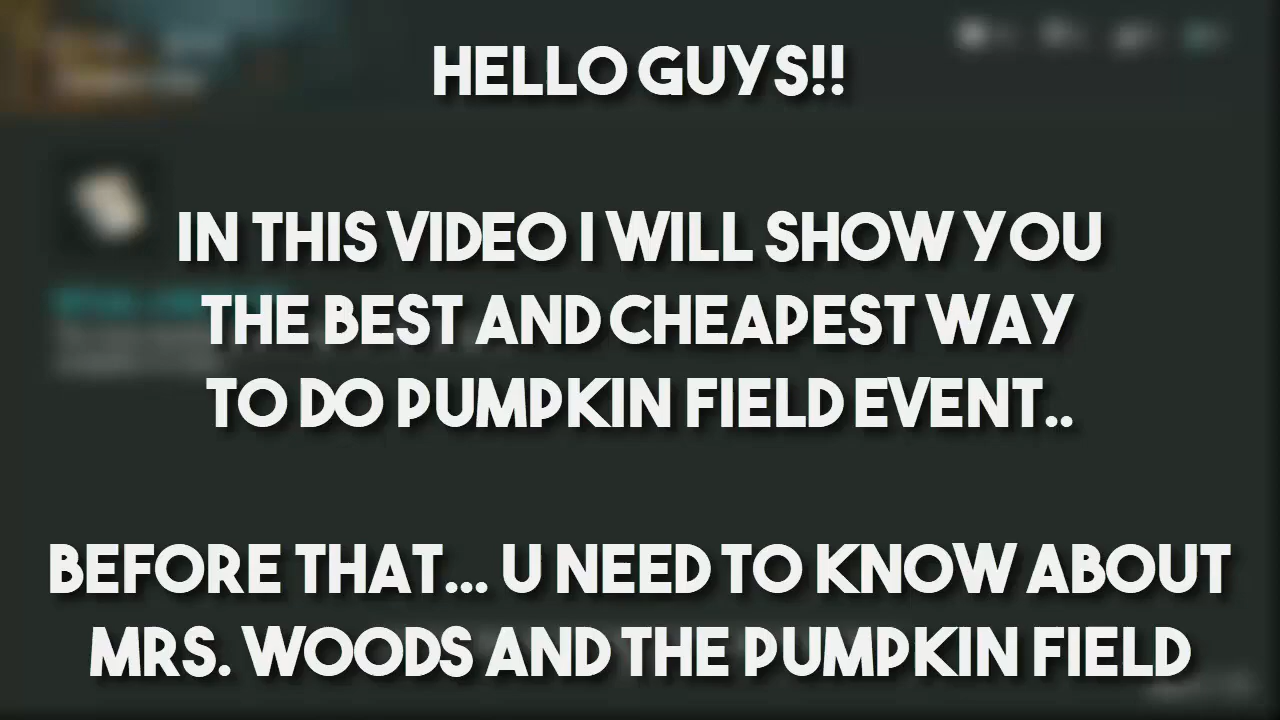 HELLO GUYS!!
IN THIS VIDEO I WILL SHOW YOU
THE BEST AND CHEAPEST WAY
TO DO PUMPKIN FIELD EVENT..
BEFORE THAT... U NEED TO KNOW ABOUT
MRS. WOODS AND THE PUMPKIN FIELD